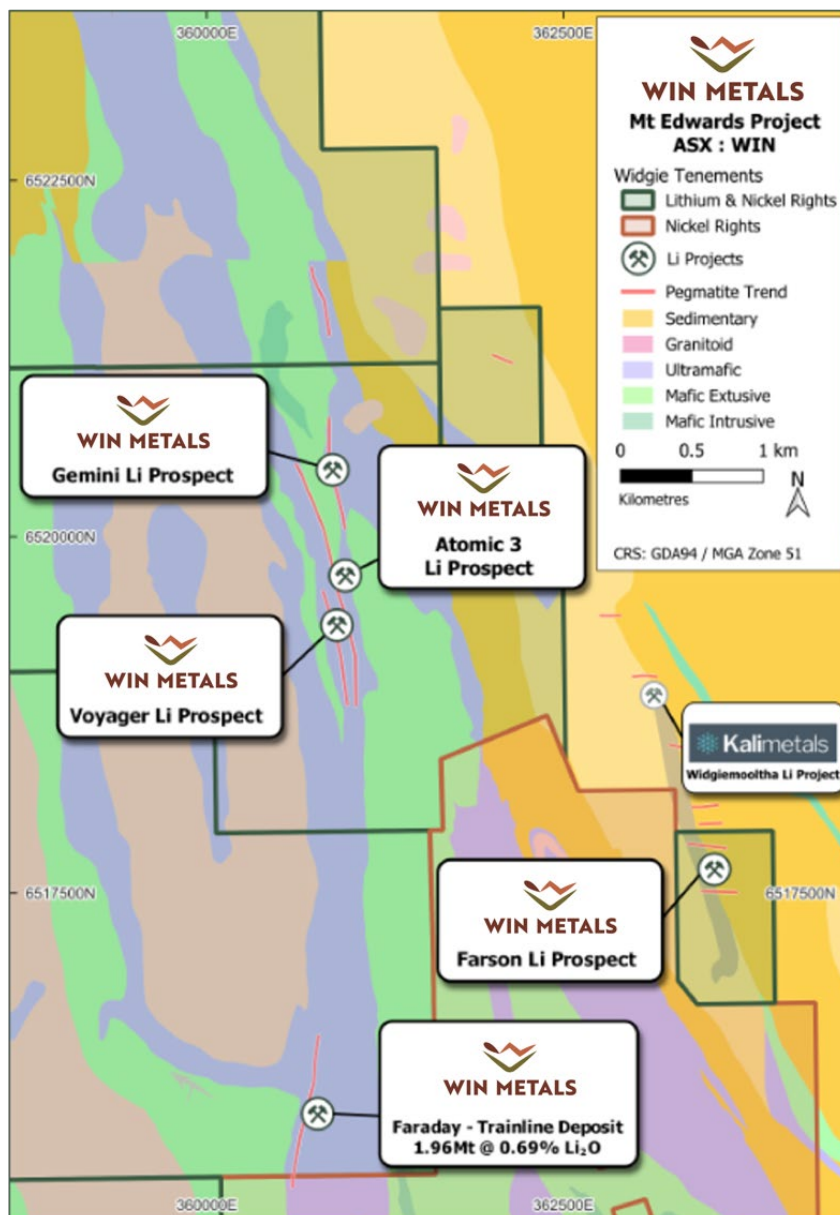 360000E
362500E
WIN METALS
Mt Edwards Project
ASX : WIN
Widgie Tenements
Lithium & Nickel Rights
Nickel Rights
Li Projects
Pegmatite Trend
Sedimentary
Granitoid
Ultramafic
Mafic Extusive
Mafic Intrusive
0 0.5 1 km
Kilometres
N
CRS: GDA94 / MGA Zone 51
6522500N
WIN METALS
Gemini Li Prospect
WIN METALS
Atomic 3
Li Prospect
6520000N
WIN METALS
Voyager Li Prospect
Kalimetals
Widgiemooltha Li Project
6517500N
6517500N
WIN METALS
Farson Li Prospect
WIN METALS
Faraday - Trainline Deposit
1.96Mt @ 0.69% Li₂O
360000E
362500E